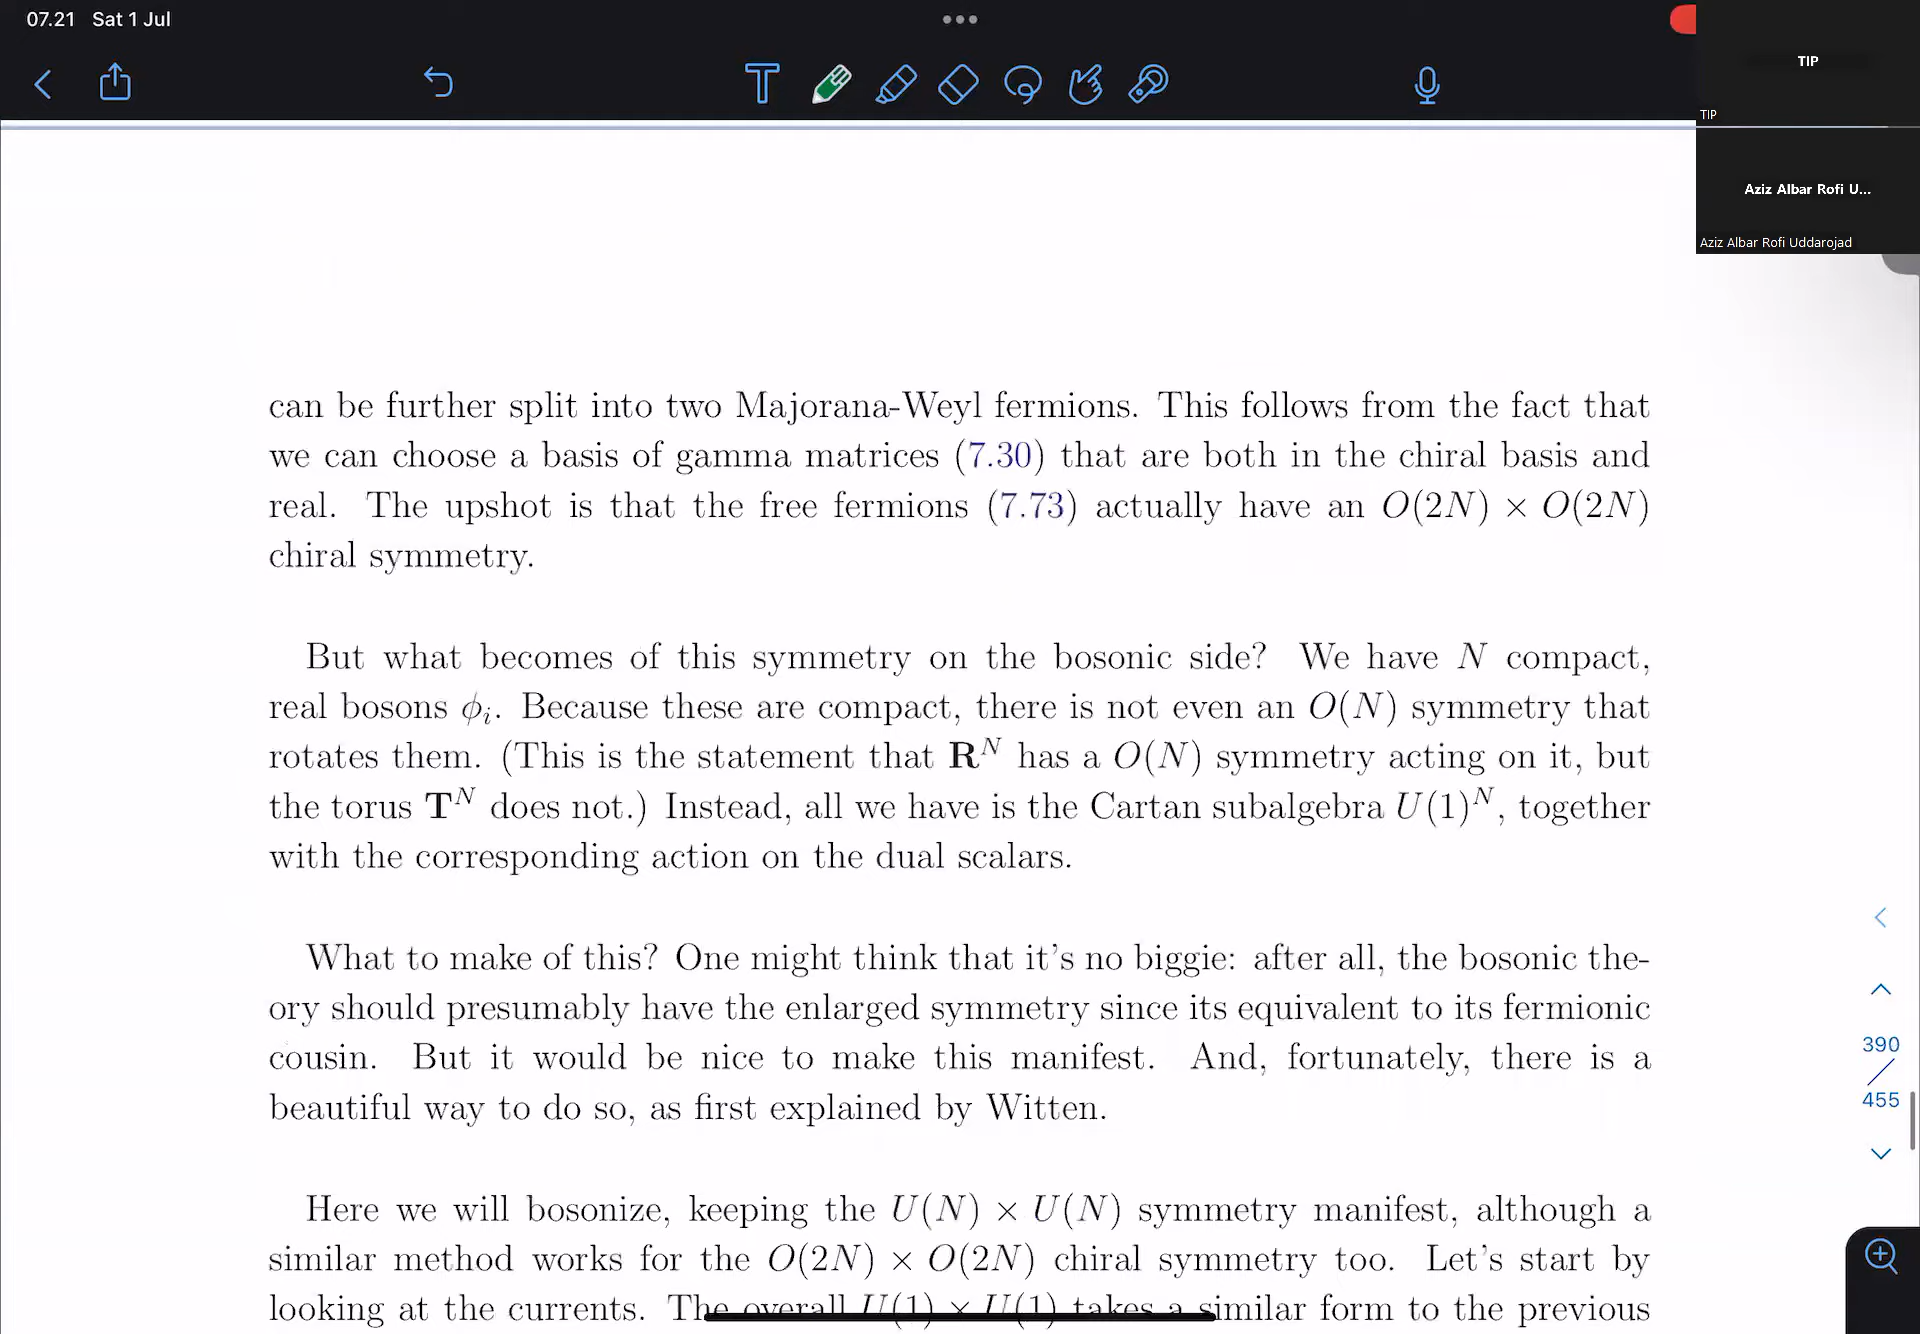 07.21 Sat 1 Jul
TIP
TIP
Aziz Albar Rofi U...
Aziz Albar Rofi Uddarojad
can be further split into two Majorana-Weyl fermions. This follows from the fact that
we can choose a basis of gamma matrices (7.30) that are both in the chiral basis and
real. The upshot is that the free fermions (7.73) actually have an O(2N) × O(2N)
chiral symmetry.
But what becomes of this symmetry on the bosonic side? We have N compact,
real bosons ϕᵢ. Because these are compact, there is not even an O(N) symmetry that
rotates them. (This is the statement that 𝐑ᴺ has a O(N) symmetry acting on it, but
the torus 𝐓ᴺ does not.) Instead, all we have is the Cartan subalgebra U(1)ᴺ, together
with the corresponding action on the dual scalars.
What to make of this? One might think that it's no biggie: after all, the bosonic the-
ory should presumably have the enlarged symmetry since its equivalent to its fermionic
cousin. But it would be nice to make this manifest. And, fortunately, there is a
beautiful way to do so, as first explained by Witten.
Here we will bosonize, keeping the U(N) × U(N) symmetry manifest, although a
similar method works for the O(2N) × O(2N) chiral symmetry too. Let's start by
looking at the currents. The overall U(1) × U(1) takes a similar form to the previous
390
455